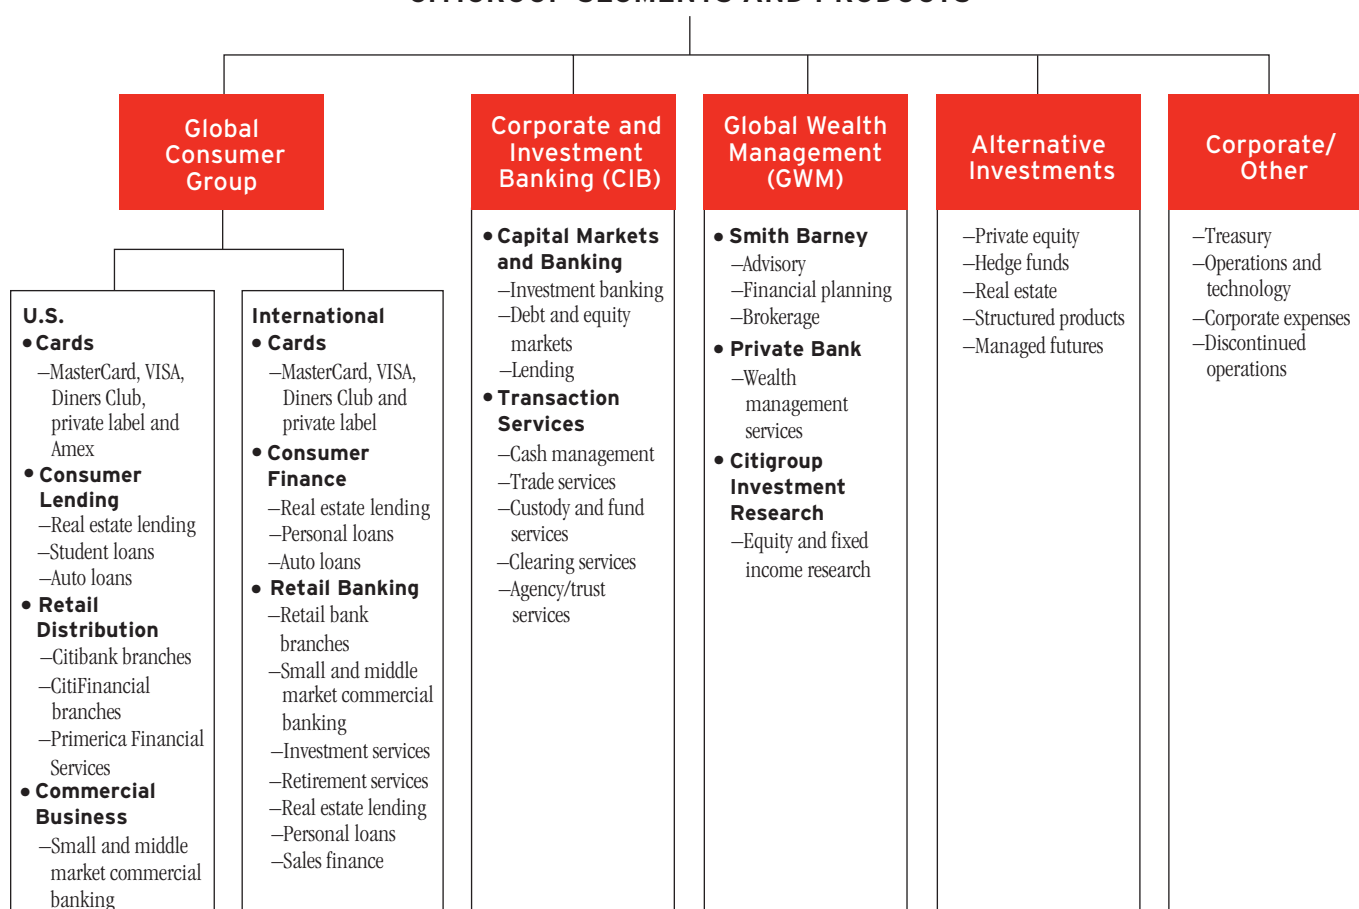 CITIGROUP SEGMENTS AND PRODUCTS
Global
Consumer
Group
U.S.
• Cards
–MasterCard, VISA,
Diners Club,
private label and
Amex
• Consumer
Lending
–Real estate lending
–Student loans
–Auto loans
• Retail
Distribution
–Citibank branches
–CitiFinancial
branches
–Primerica Financial
Services
• Commercial
Business
–Small and middle
market commercial
banking
International
• Cards
–MasterCard, VISA,
Diners Club and
private label
• Consumer
Finance
–Real estate lending
–Personal loans
–Auto loans
• Retail Banking
–Retail bank
branches
–Small and middle
market commercial
banking
–Investment services
–Retirement services
–Real estate lending
–Personal loans
–Sales finance
Corporate and
Investment
Banking (CIB)
• Capital Markets
and Banking
–Investment banking
–Debt and equity
markets
–Lending
• Transaction
Services
–Cash management
–Trade services
–Custody and fund
services
–Clearing services
–Agency/trust
services
Global Wealth
Management
(GWM)
• Smith Barney
–Advisory
–Financial planning
–Brokerage
• Private Bank
–Wealth
management
services
• Citigroup
Investment
Research
–Equity and fixed
income research
Alternative
Investments
–Private equity
–Hedge funds
–Real estate
–Structured products
–Managed futures
Corporate/
Other
–Treasury
–Operations and
technology
–Corporate expenses
–Discontinued
operations